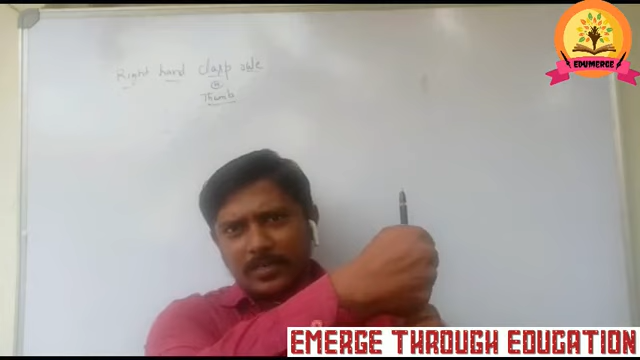 Right hand clasp rule
@
Thumb
EDUMERGE
EMERGE THROUGH EDUCATION